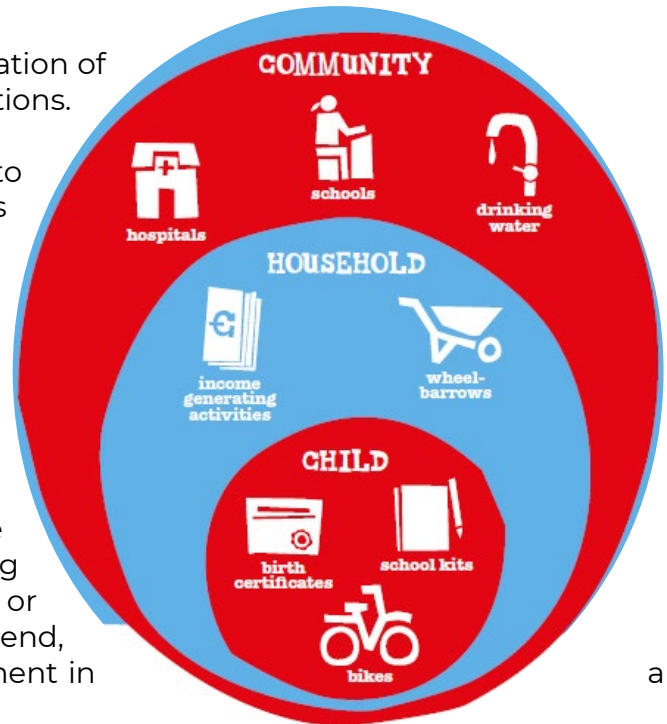 COMMUNITY
hospitals
schools
drinking
water
HOUSEHOLD
income
generating
activities
wheel-
barrows
CHILD
birth
certificates
school kits
bikes
ation of
tions.
to
s
e
g
or
end,
ment in
a